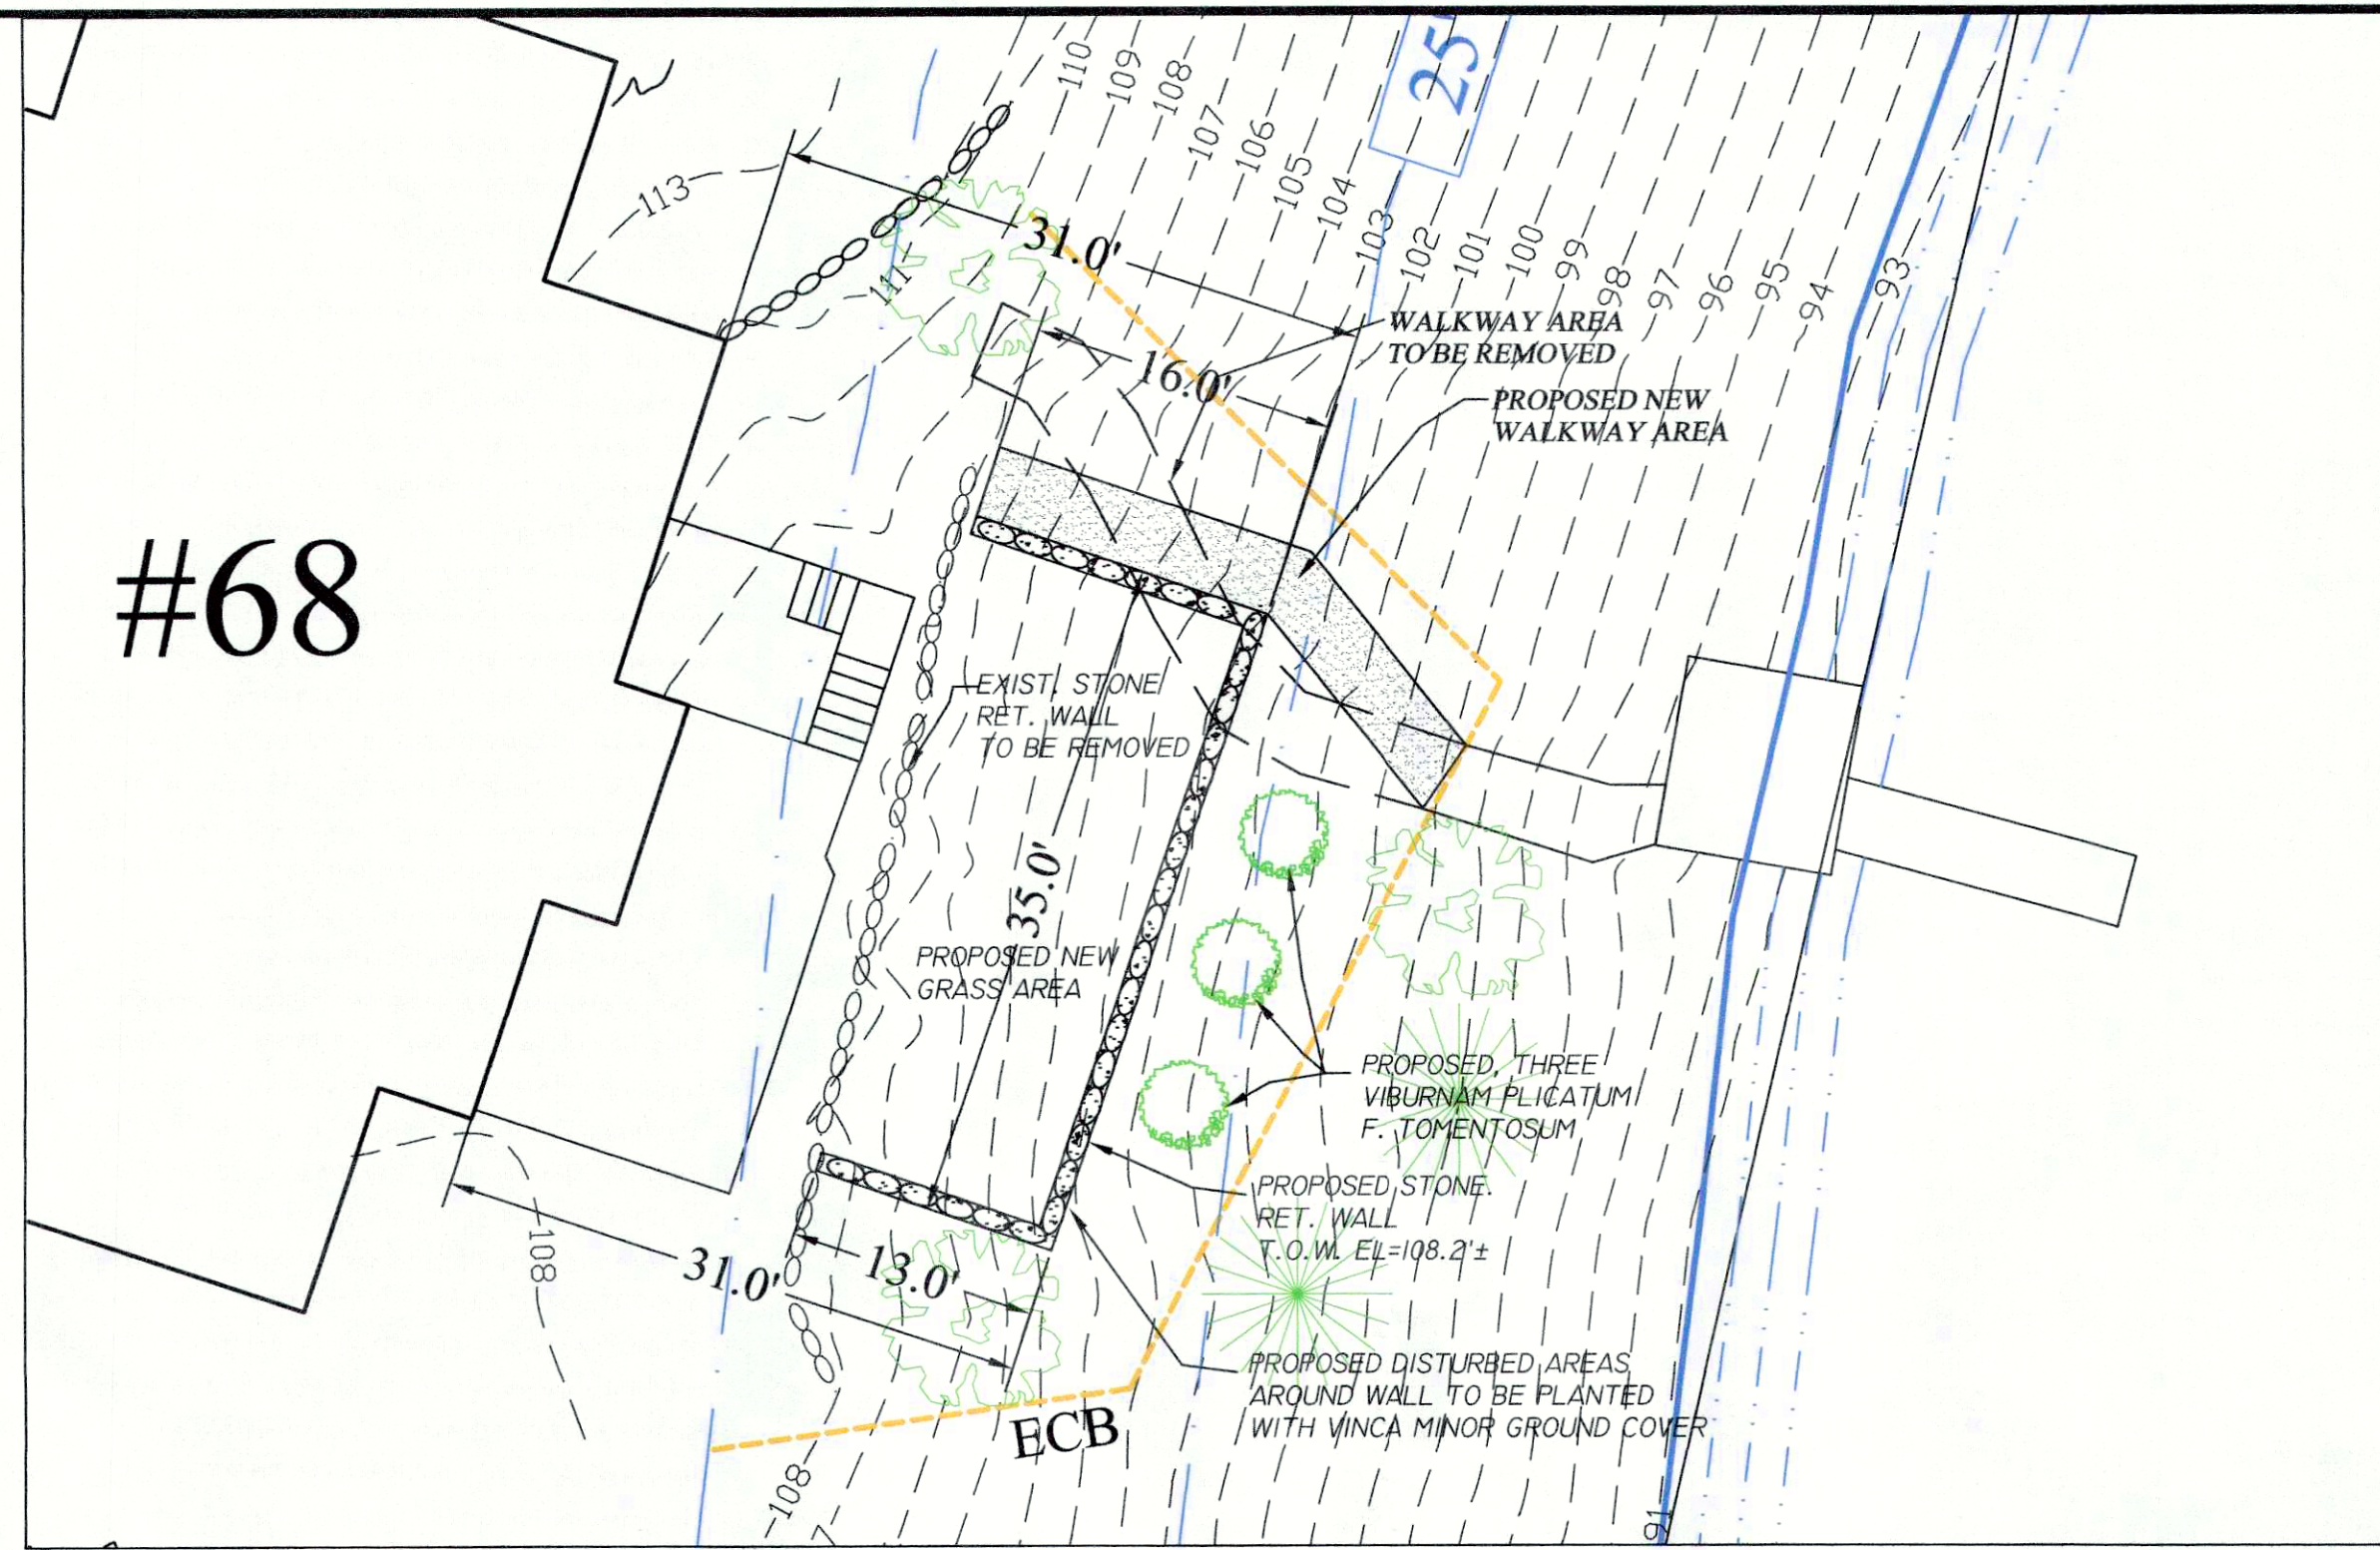 110
109
108
107
106
105
104
103
102
101
100
99
98
97
96
95
94
93
25'
113
111
31.0'
16.0'
WALKWAY AREA
TO BE REMOVED
PROPOSED NEW
WALKWAY AREA
#68
EXIST. STONE
RET. WALL
TO BE REMOVED
35.0'
PROPOSED NEW
GRASS AREA
PROPOSED, THREE
VIBURNAM PLICATUM
F. TOMENTOSUM
PROPOSED STONE.
RET. WALL
T.O.W. EL=108.2'±
31.0'
13.0'
108
PROPOSED DISTURBED AREAS
AROUND WALL TO BE PLANTED
WITH VINCA MINOR GROUND COVER
ECB
108
7
91